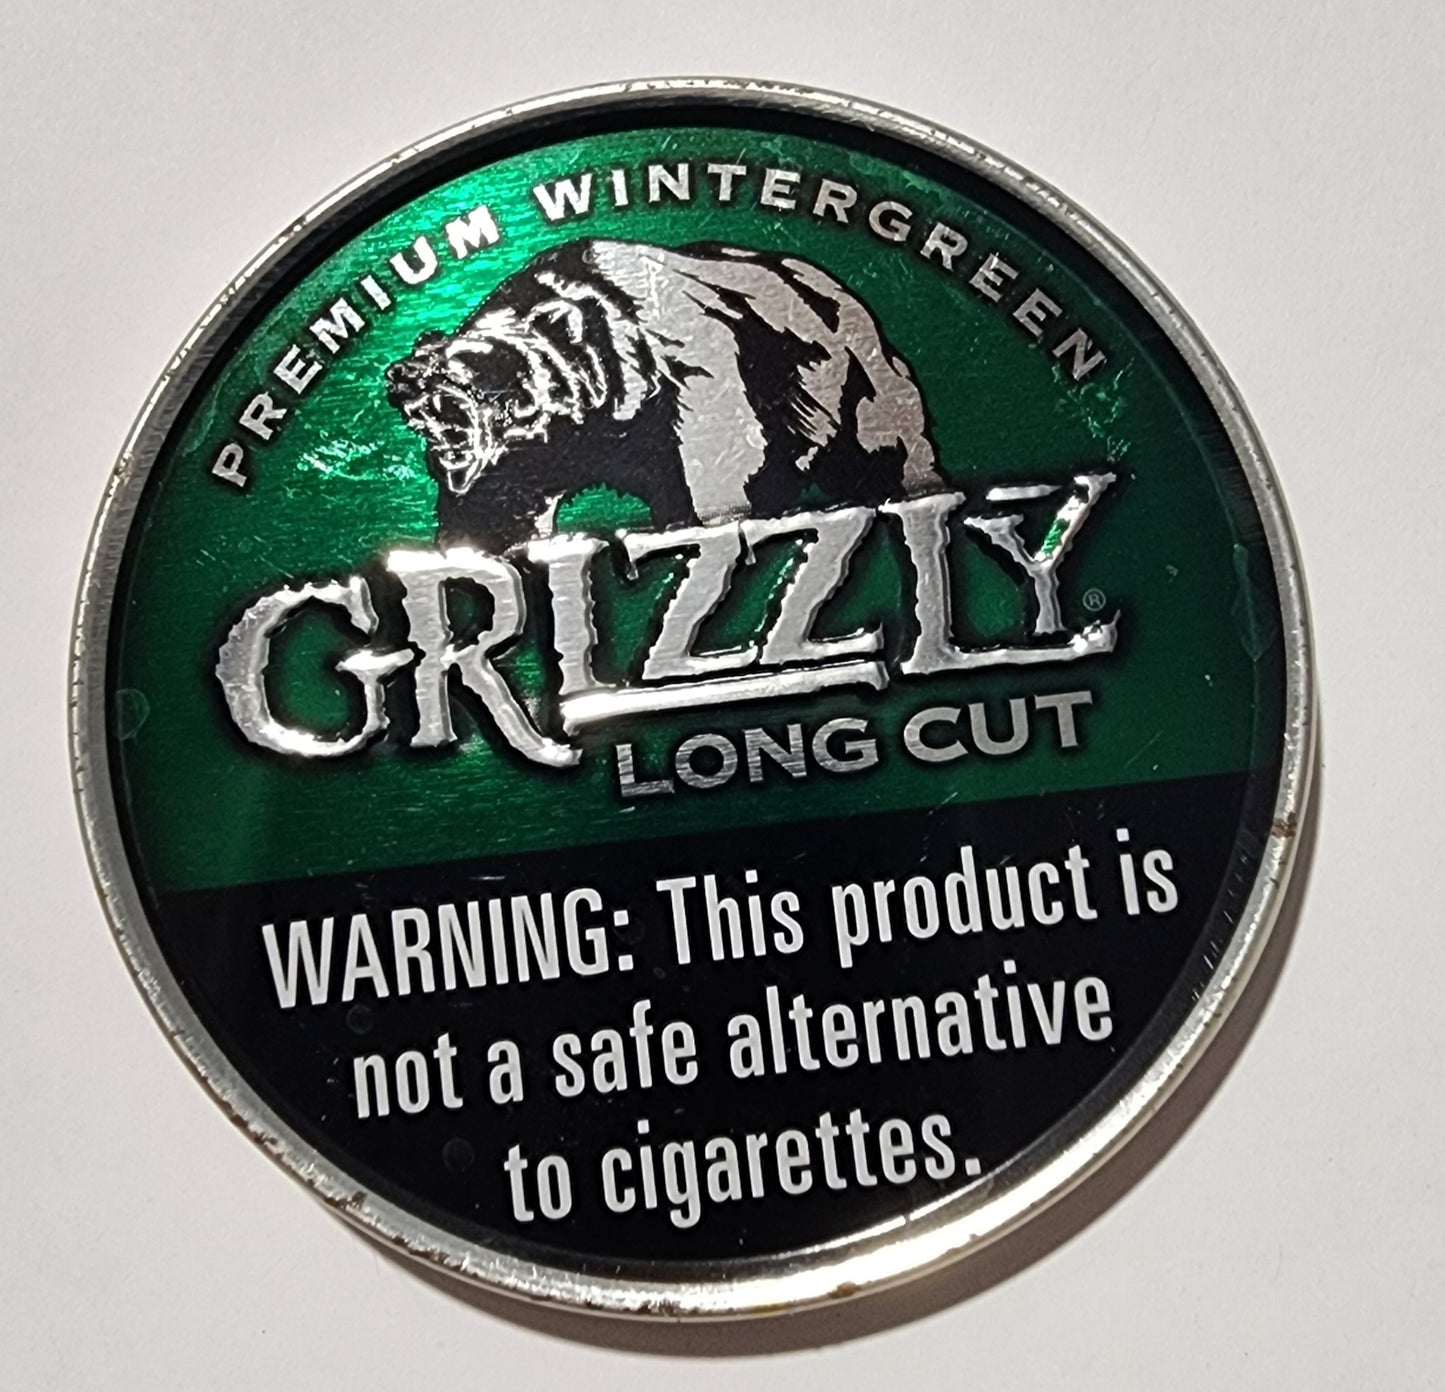 PREMIUM WINTERGREEN
GRIZZLY®
LONG CUT
WARNING: This product is
not a safe alternative
to cigarettes.